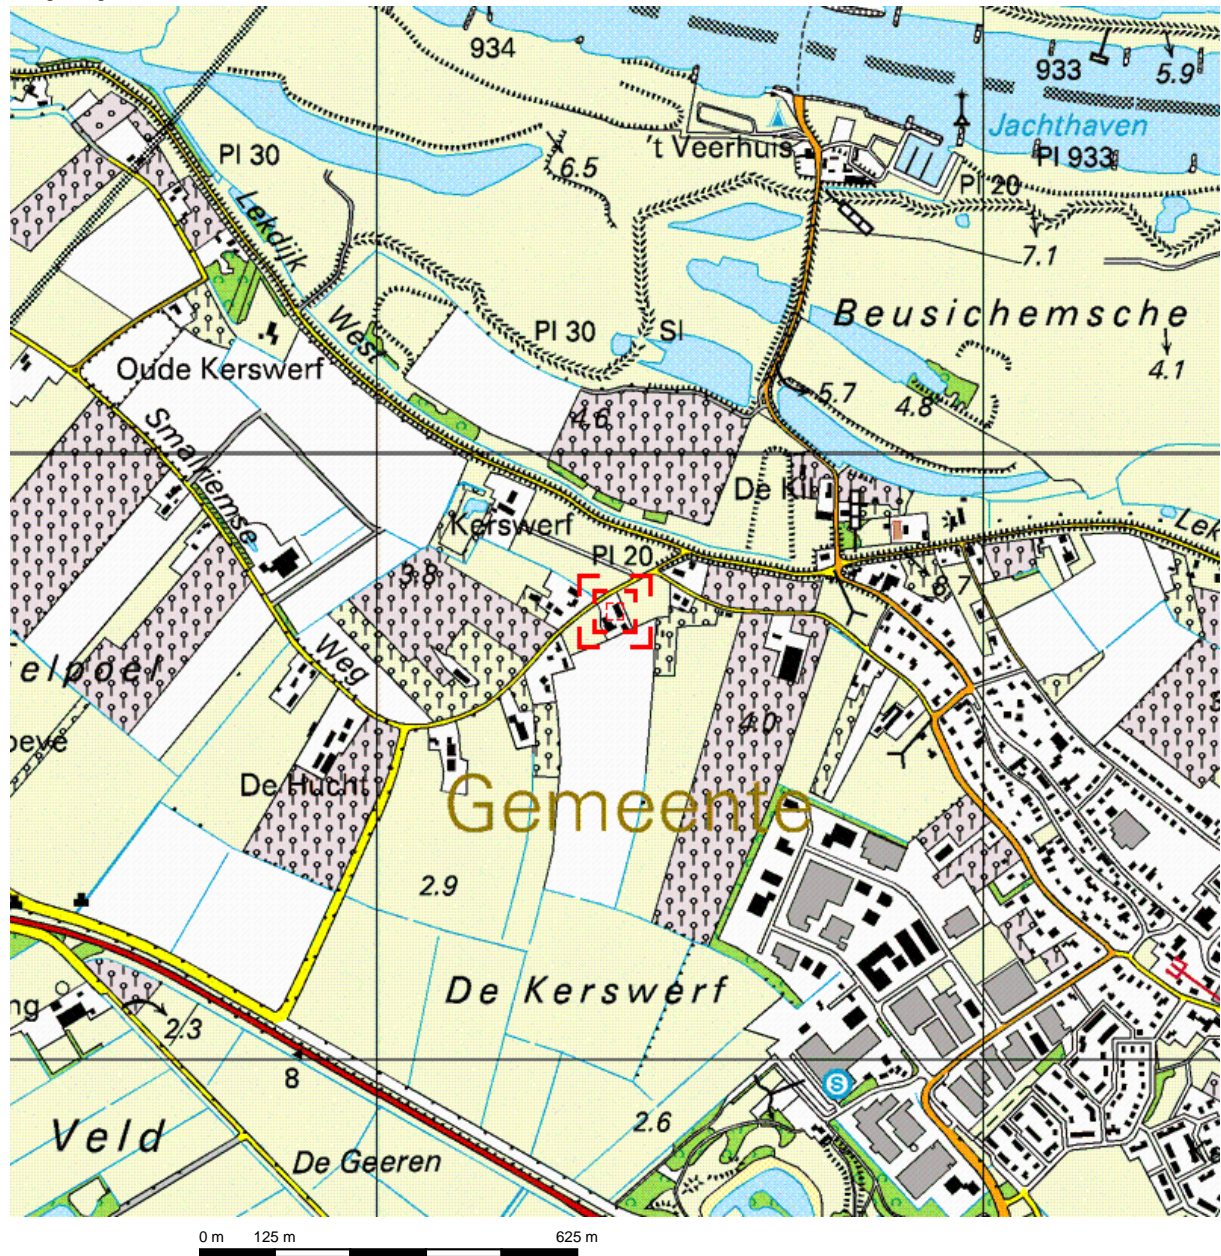 934
933
5.9
Jachthaven
't Veerhuis
Pl 933
Pl 30
6.5
Pl 20
Lekdijk
7.1
West
Pl 30
Sl
Beusichemsche
4.1
Oude Kerswerf
5.7
4.8
4.6
Smalriemse
De Kil
Kerswerf
Lek
Pl 20
3.8
8.7
Weg
elpoel
4.0
oeve
De Hucht
Gemeente
2.9
De Kerswerf
ng
2.3
8
S
2.6
Veld
De Geeren
0 m 125 m 625 m